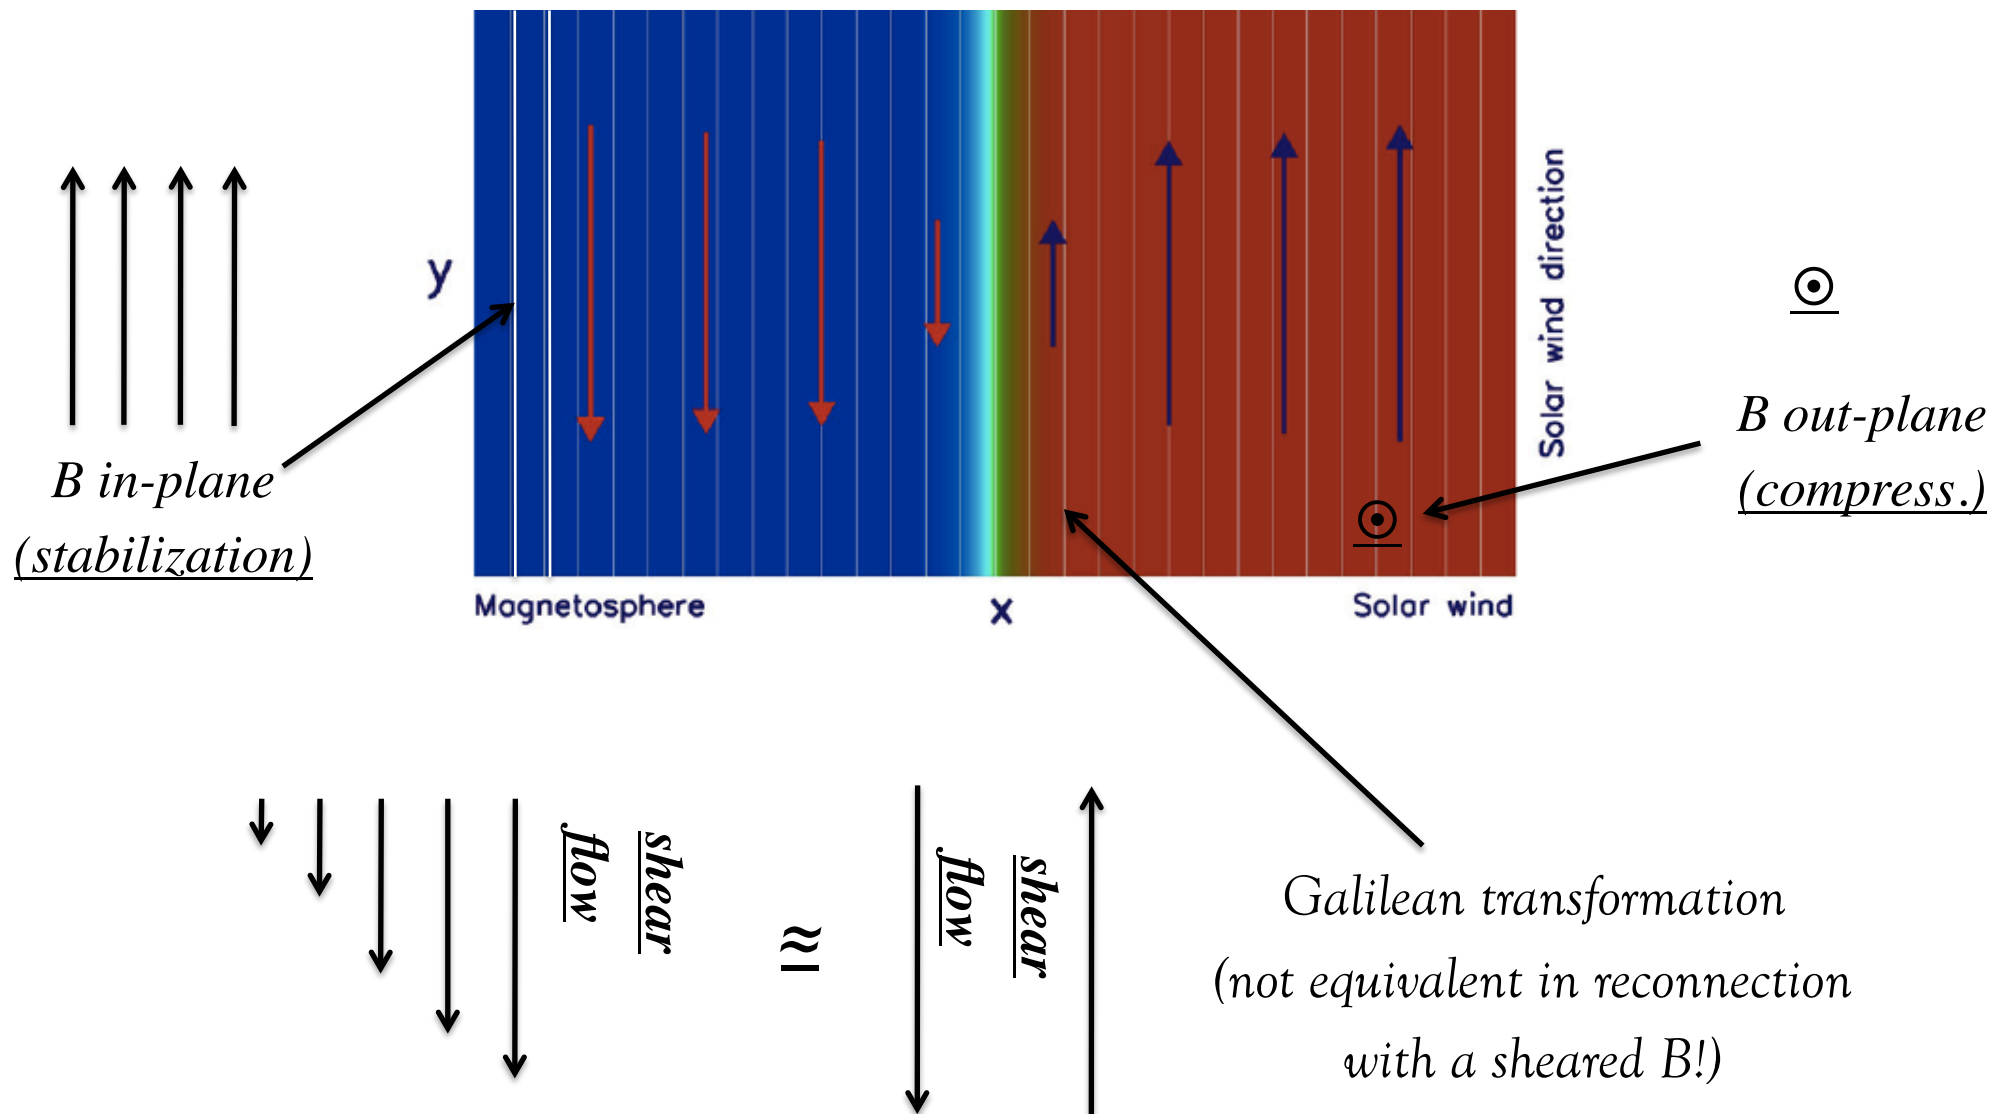 y
Solar wind direction
B in-plane
(stabilization)
B out-plane
(compress.)
Magnetosphere
x
Solar wind
shear
flow
≅
shear
flow
Galilean transformation
(not equivalent in reconnection
with a sheared B!)